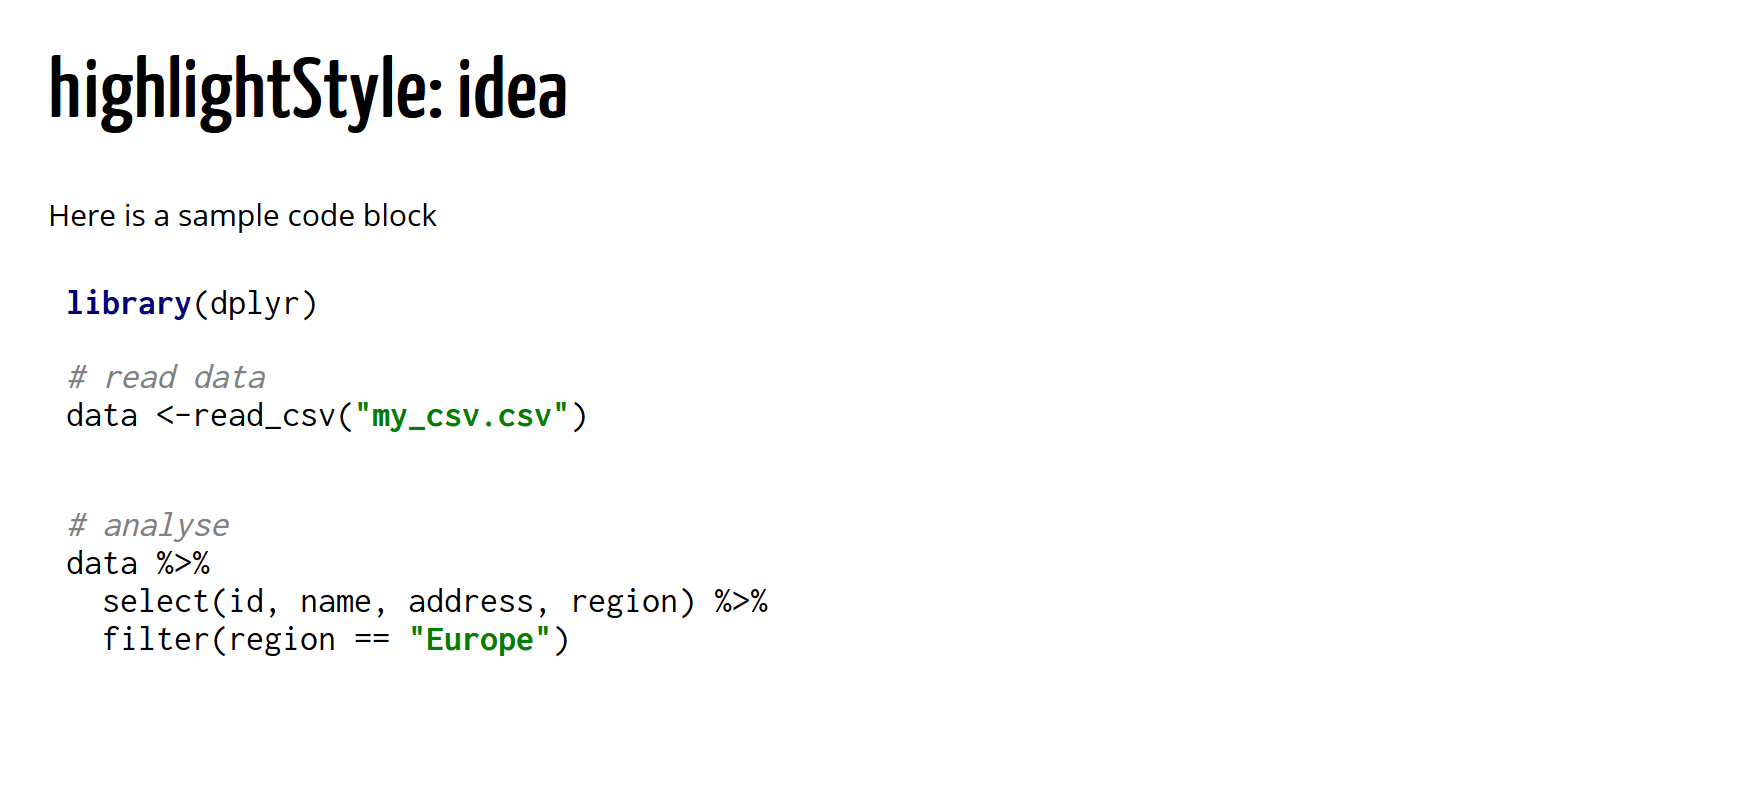 highlightStyle: idea
Here is a sample code block
library(dplyr)
# read data
data <-read_csv("my_csv.csv")
# analyse
data %>%
  select(id, name, address, region) %>%
  filter(region == "Europe")